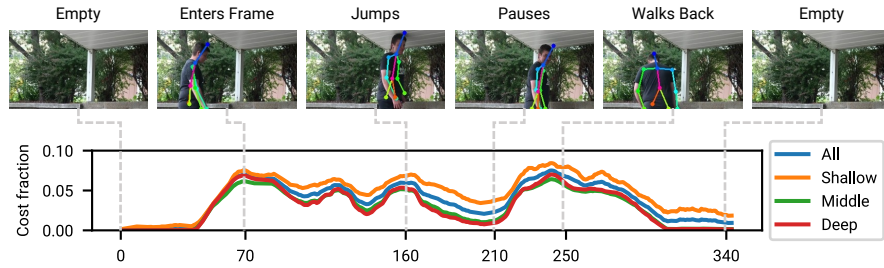 Empty Enters Frame Jumps Pauses Walks Back Empty
Cost fraction
0.10
0.05
0.00
0 70 160 210 250 340
All
Shallow
Middle
Deep